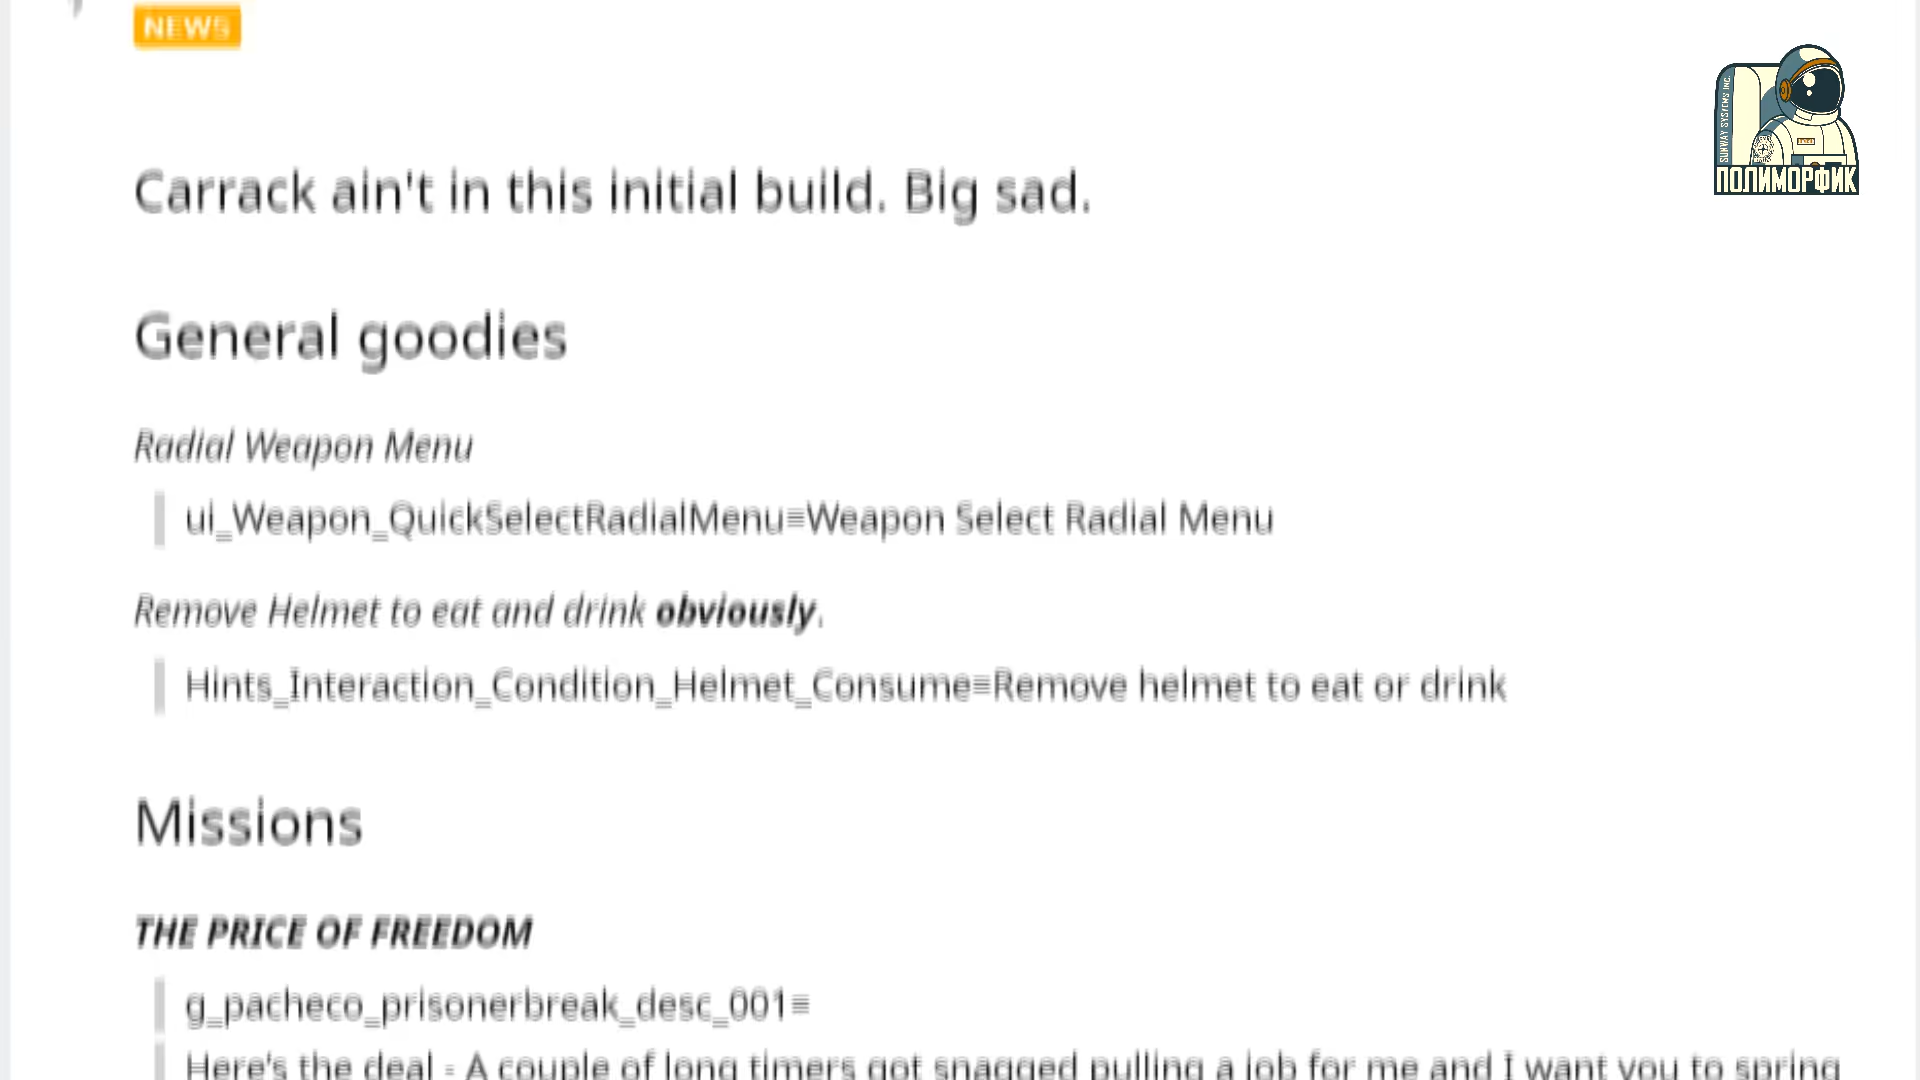 NEWS
SUNWAY SYSTEMS INC.
ПОЛИМОРФИК
Carrack ain't in this initial build. Big sad.
General goodies
Radial Weapon Menu
ui_Weapon_QuickSelectRadialMenu=Weapon Select Radial Menu
Remove Helmet to eat and drink obviously.
Hints_Interaction_Condition_Helmet_Consume=Remove helmet to eat or drink
Missions
THE PRICE OF FREEDOM
g_pacheco_prisonerbreak_desc_001=
Here's the deal - A couple of long timers got snagged pulling a job for me and I want you to spring